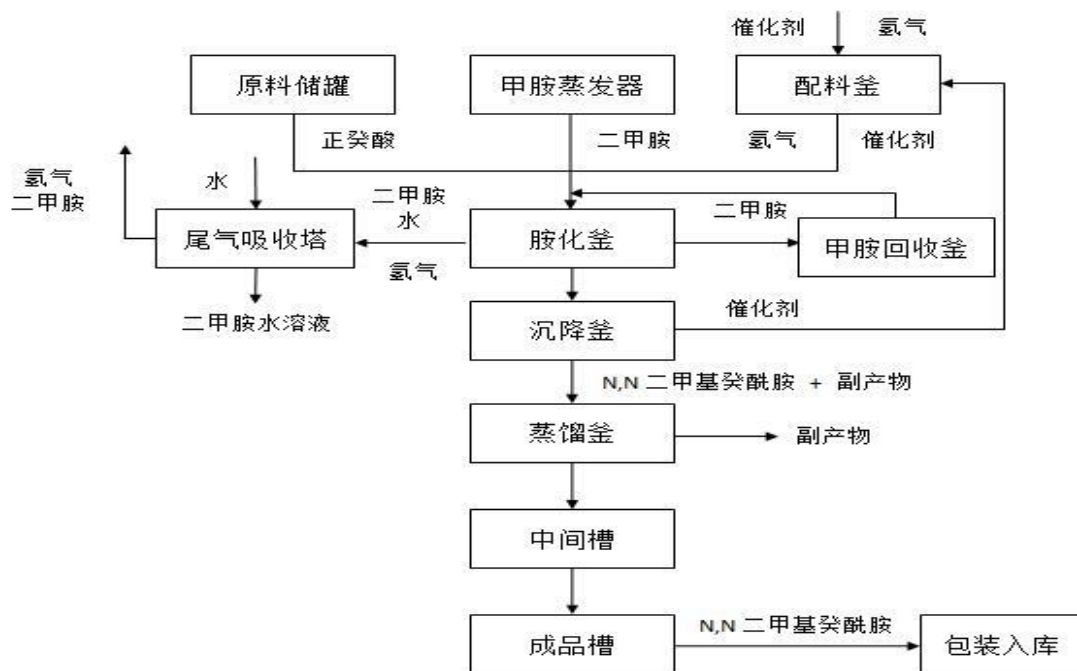 催化剂 氢气
原料储罐 甲胺蒸发器 配料釜
正癸酸 二甲胺 氢气 催化剂
氢气
二甲胺
水
二甲胺
水
二甲胺
尾气吸收塔 胺化釜 甲胺回收釜
氢气
二甲胺水溶液
沉降釜
催化剂
N,N 二甲基癸酰胺 + 副产物
蒸馏釜 副产物
中间槽
成品槽
N,N 二甲基癸酰胺
包装入库